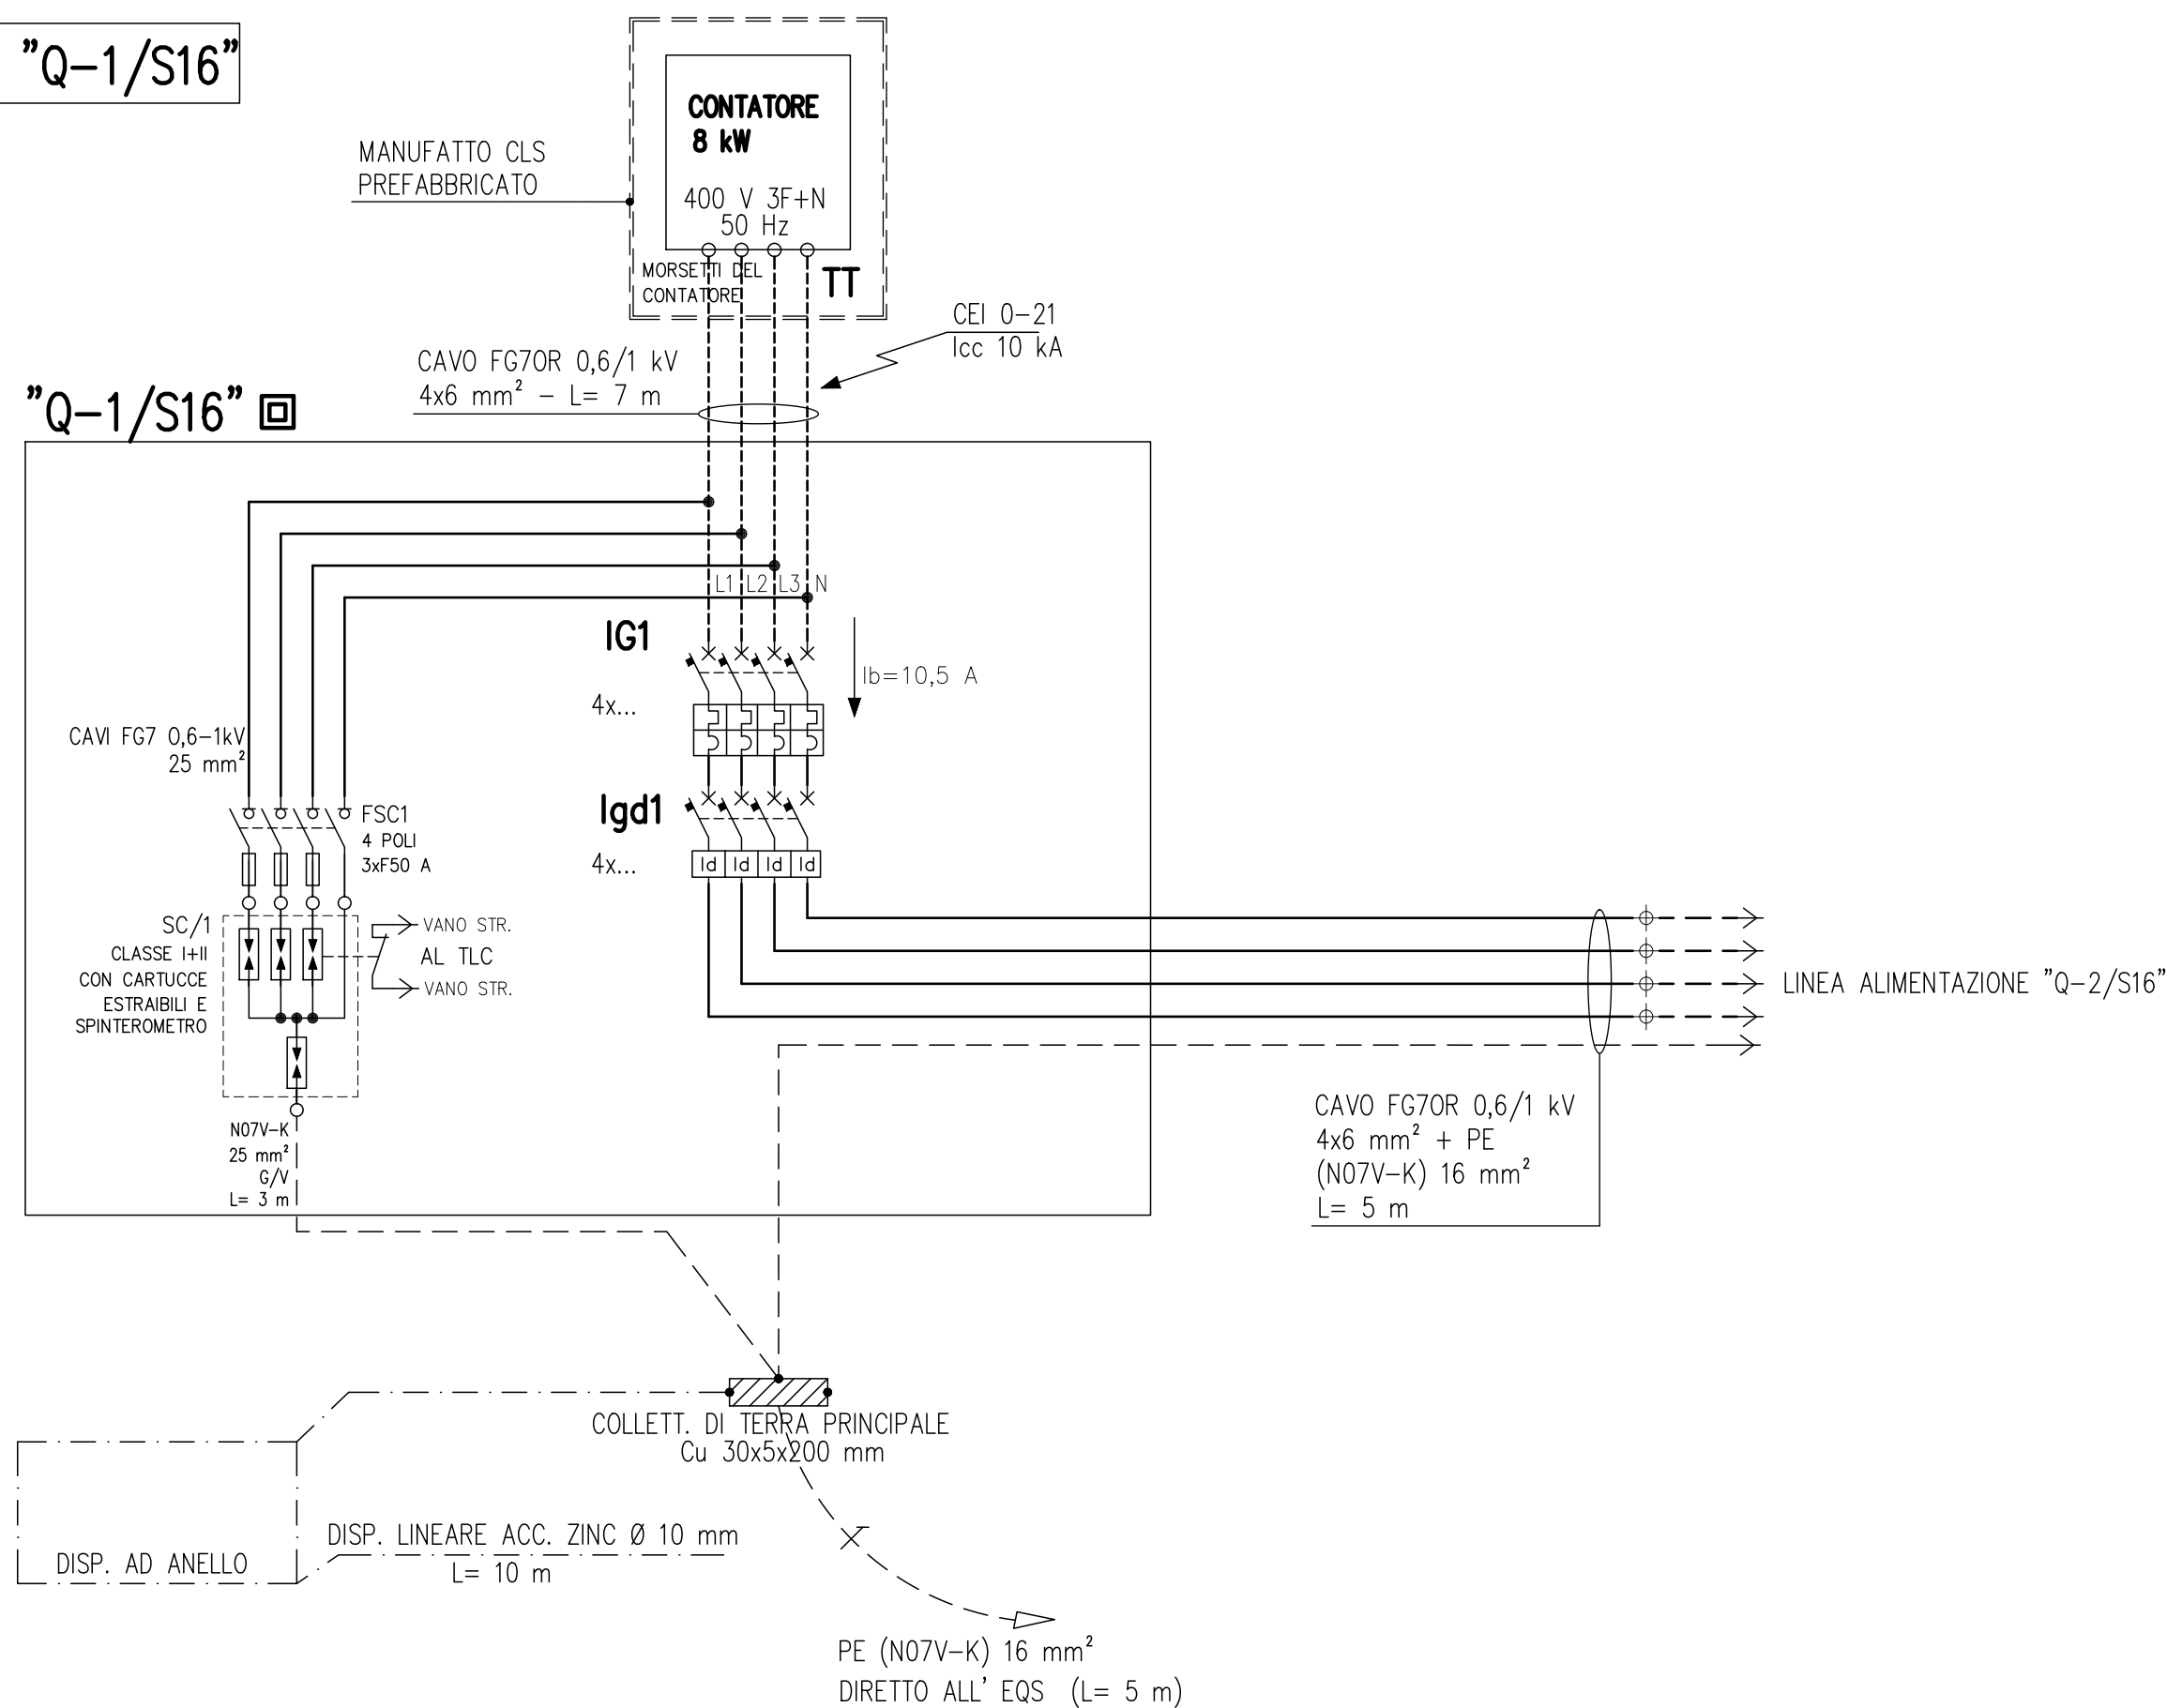 "Q-1/S16"
CONTATORE
8 kW
400 V 3F+N
50 Hz
MANUFATTO CLS
PREFABBRICATO
MORSETTI DEL
CONTATORE
TT
CEI 0-21
Icc 10 kA
CAVO FG7OR 0,6/1 kV
4x6 mm² - L= 7 m
"Q-1/S16"
L1 L2 L3 N
IG1
4x...
Ib=10,5 A
CAVI FG7 0,6-1kV
25 mm²
FSC1
4 POLI
3xF50 A
Igd1
4x...
Id Id Id Id
SC/1
CLASSE I+II
CON CARTUCCE
ESTRAIBILI E
SPINTEROMETRO
VANO STR.
AL TLC
VANO STR.
LINEA ALIMENTAZIONE "Q-2/S16"
N07V-K
25 mm²
G/V
L= 3 m
CAVO FG7OR 0,6/1 kV
4x6 mm² + PE
(N07V-K) 16 mm²
L= 5 m
COLLETT. DI TERRA PRINCIPALE
Cu 30x5x200 mm
DISP. AD ANELLO
DISP. LINEARE ACC. ZINC Ø 10 mm
L= 10 m
PE (N07V-K) 16 mm²
DIRETTO ALL' EQS (L= 5 m)